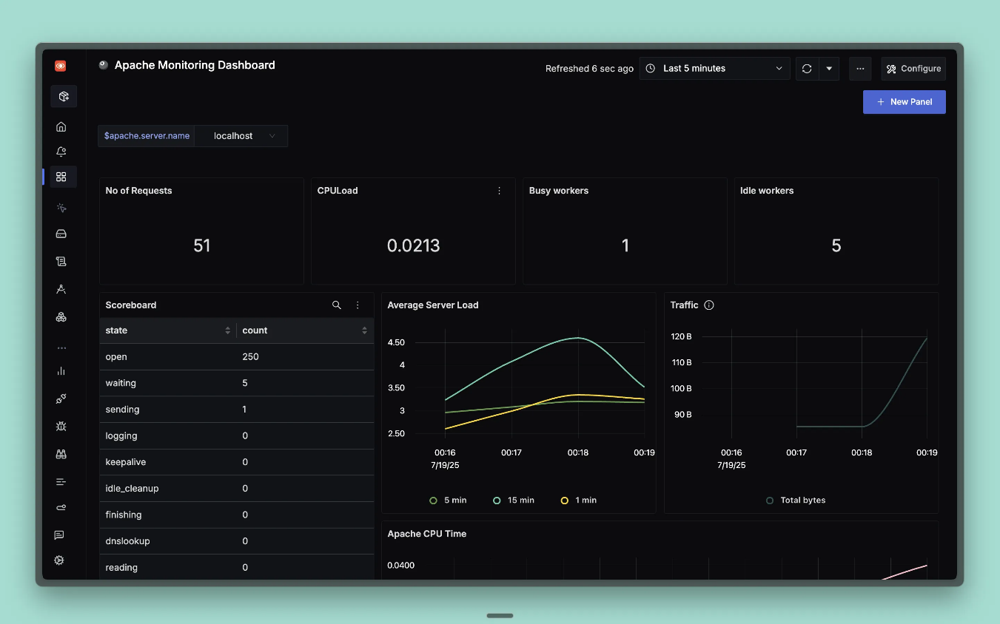 Apache Monitoring Dashboard
Refreshed 6 sec ago
Last 5 minutes
Configure
New Panel
$apache.server.name
localhost
No of Requests
51
CPULoad
0.0213
Busy workers
1
Idle workers
5
Scoreboard
state count
open 250
waiting 5
sending 1
logging 0
keepalive 0
idle_cleanup 0
finishing 0
dnslookup 0
reading 0
Average Server Load
4.50
4
3.50
3
2.50
00:16 00:17 00:18 00:19
7/19/25
5 min 15 min 1 min
Traffic
120 B
110 B
100 B
90 B
00:16 00:17 00:18 00:19
7/19/25
Total bytes
Apache CPU Time
0.0400